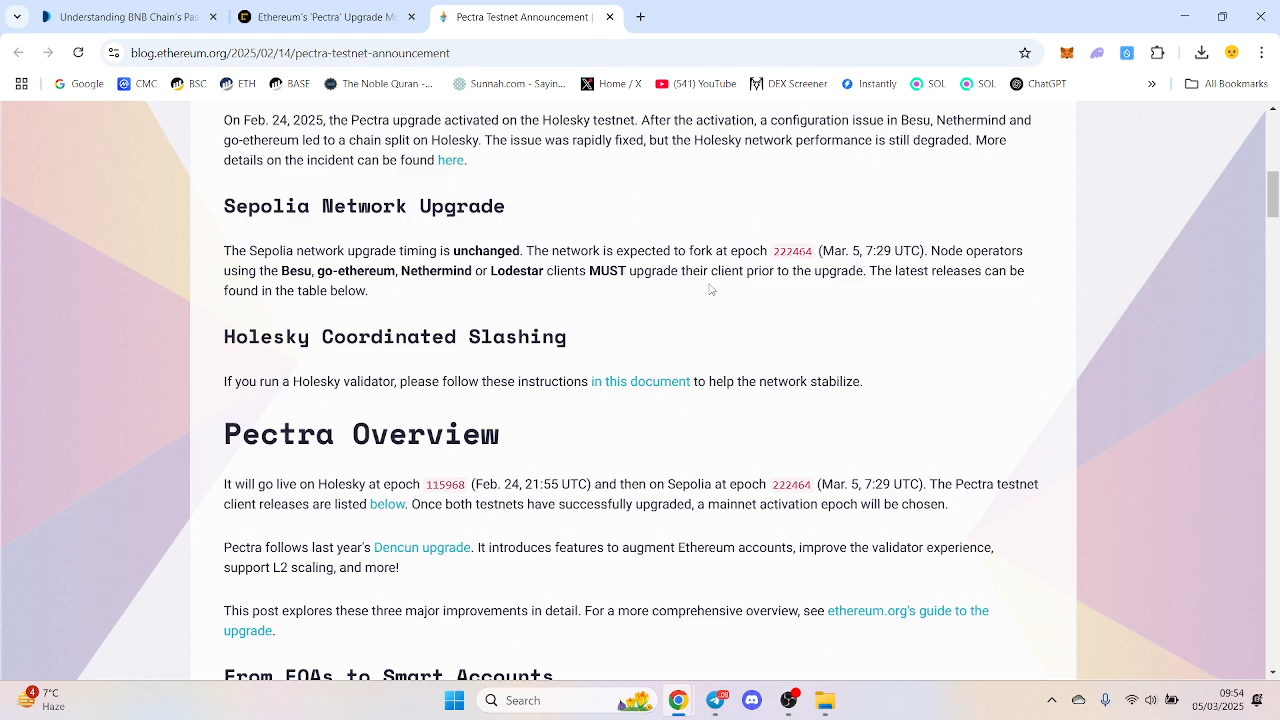 Understanding BNB Chain's Pas
Ethereum's 'Pectra' Upgrade M
Pectra Testnet Announcement |
blog.ethereum.org/2025/02/14/pectra-testnet-announcement
Google
CMC
BSC
ETH
BASE
The Noble Quran -...
Sunnah.com - Sayin...
Home / X
(541) YouTube
DEX Screener
Instantly
SOL
SOL
ChatGPT
»
All Bookmarks
On Feb. 24, 2025, the Pectra upgrade activated on the Holesky testnet. After the activation, a configuration issue in Besu, Nethermind and
go-ethereum led to a chain split on Holesky. The issue was rapidly fixed, but the Holesky network performance is still degraded. More
details on the incident can be found here.
Sepolia Network Upgrade
The Sepolia network upgrade timing is unchanged. The network is expected to fork at epoch 222464 (Mar. 5, 7:29 UTC). Node operators
using the Besu, go-ethereum, Nethermind or Lodestar clients MUST upgrade their client prior to the upgrade. The latest releases can be
found in the table below.
Holesky Coordinated Slashing
If you run a Holesky validator, please follow these instructions in this document to help the network stabilize.
Pectra Overview
It will go live on Holesky at epoch 115968 (Feb. 24, 21:55 UTC) and then on Sepolia at epoch 222464 (Mar. 5, 7:29 UTC). The Pectra testnet
client releases are listed below. Once both testnets have successfully upgraded, a mainnet activation epoch will be chosen.
Pectra follows last year's Dencun upgrade. It introduces features to augment Ethereum accounts, improve the validator experience,
support L2 scaling, and more!
This post explores these three major improvements in detail. For a more comprehensive overview, see ethereum.org's guide to the
upgrade.
From EOAs to Smart Accounts
4
7°C
Haze
Search
09:54
05/03/2025